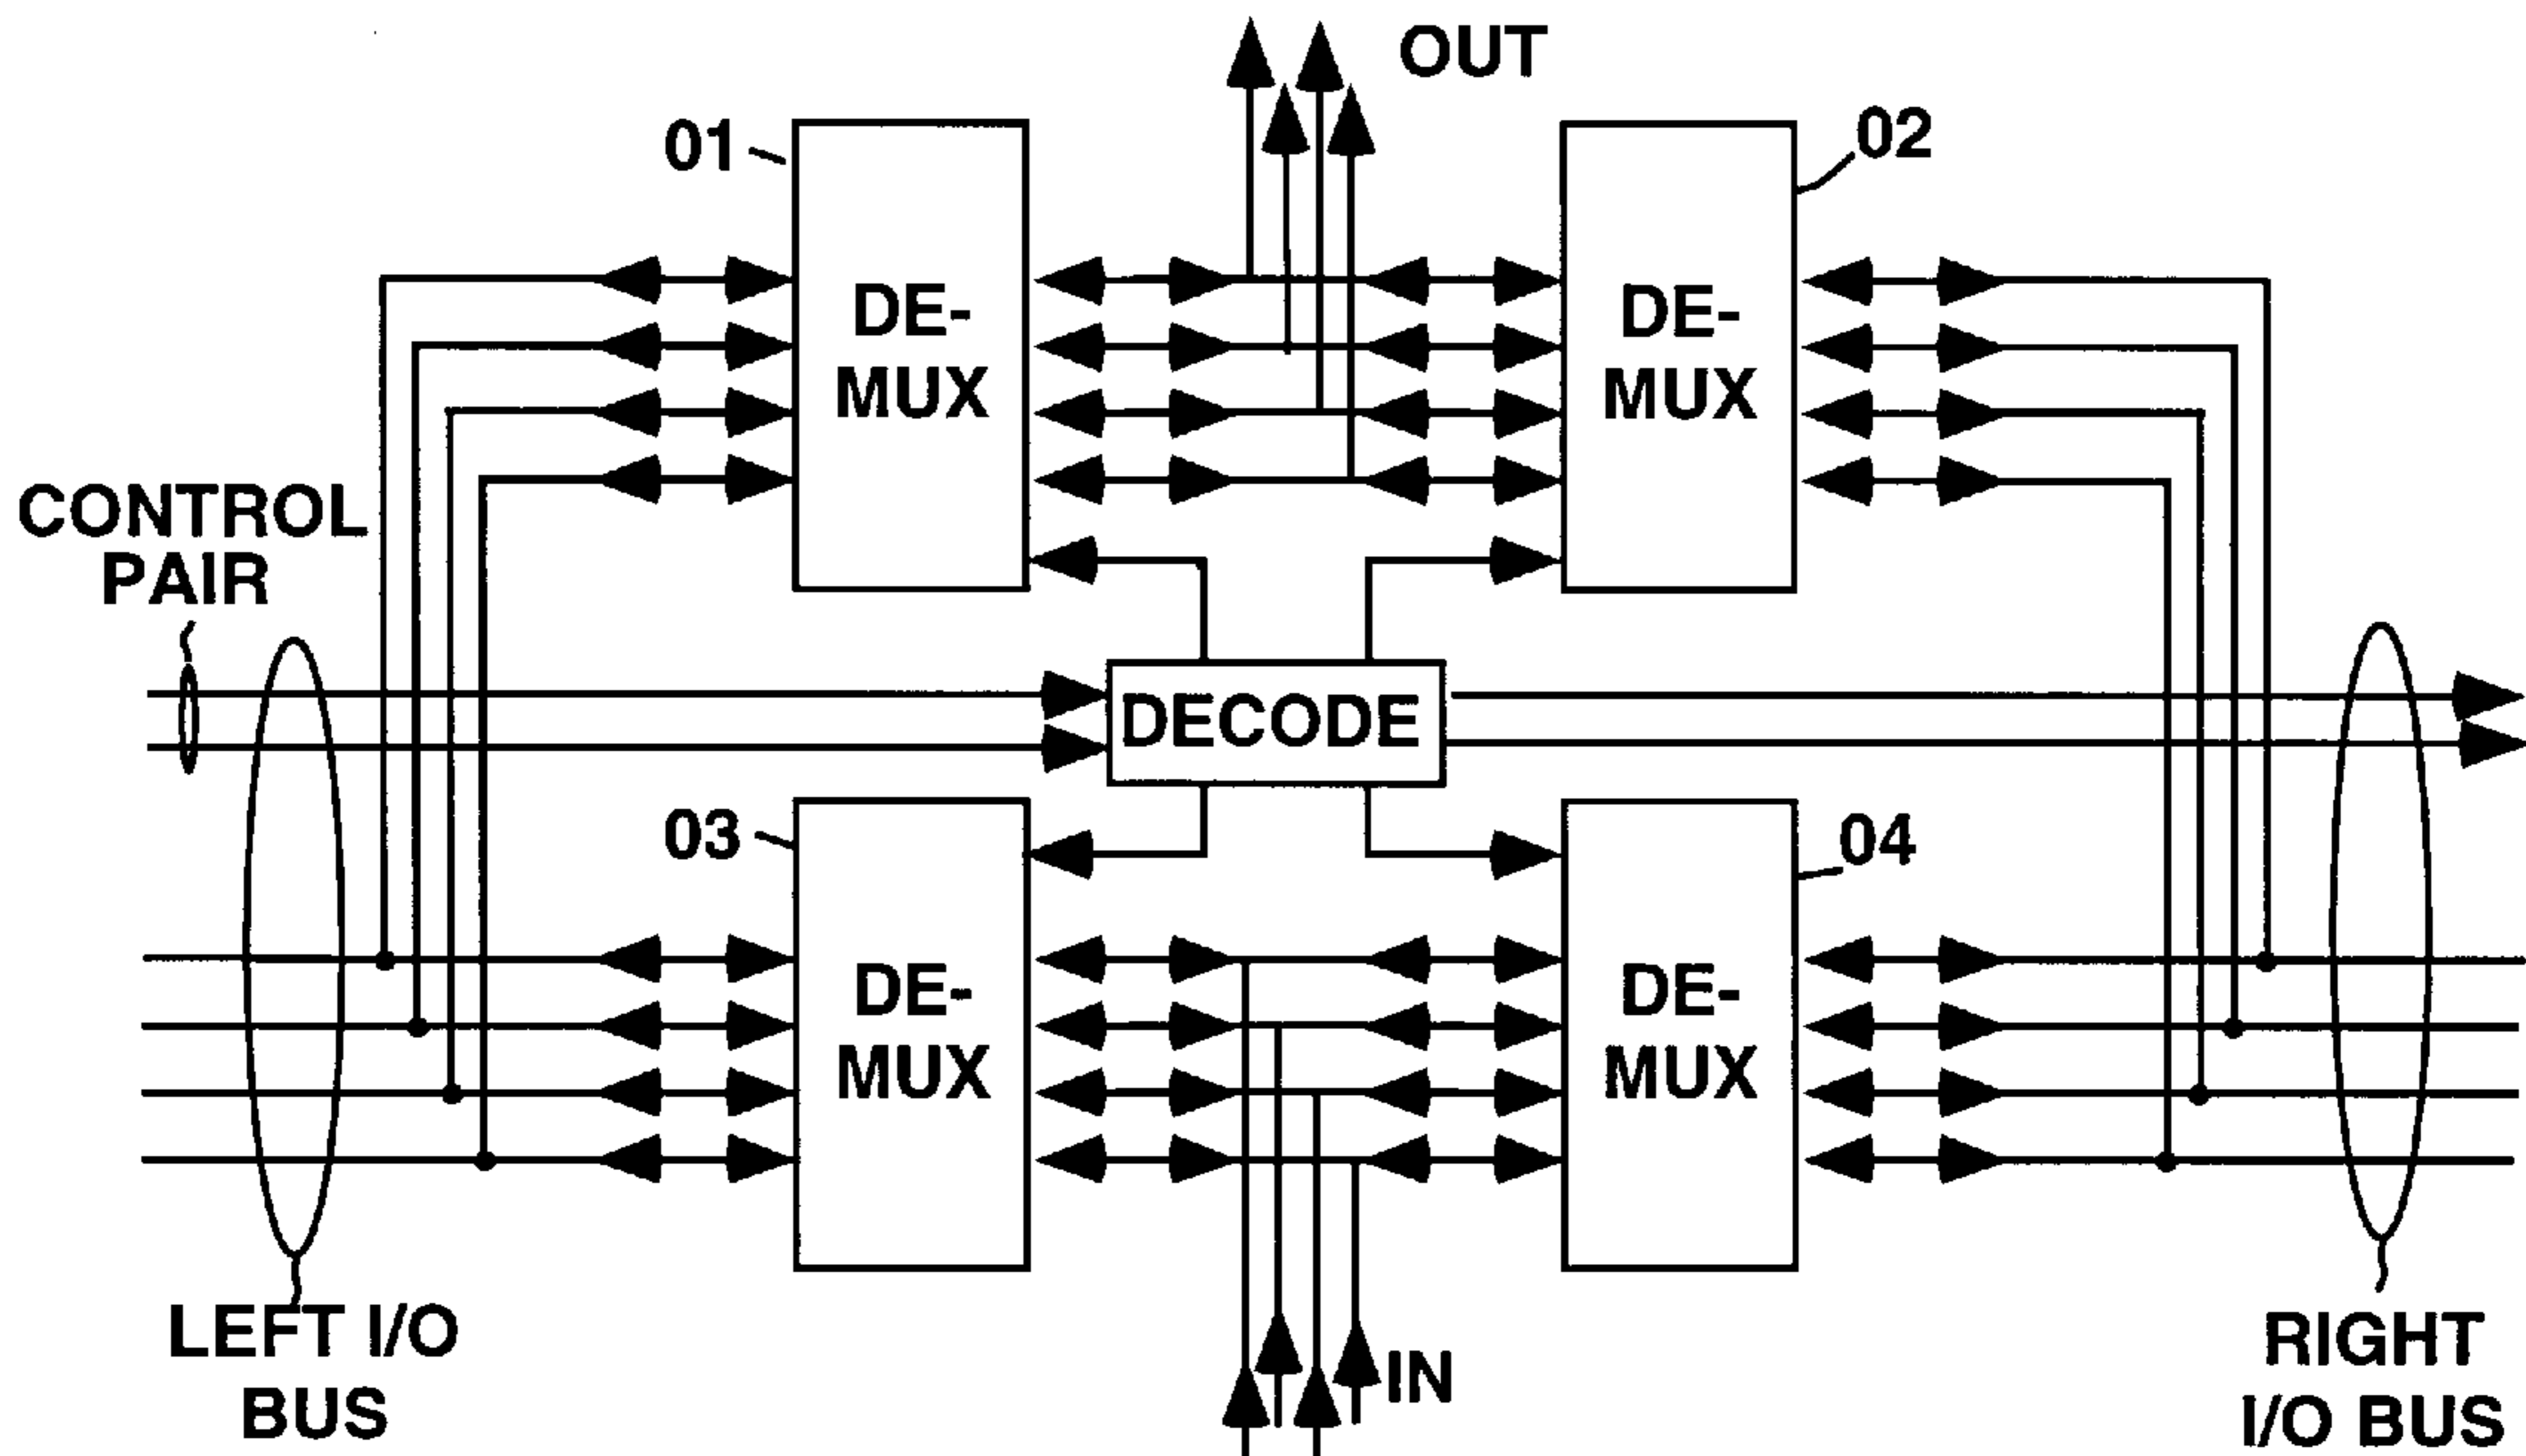 OUT
01
02
DE-
MUX
DE-
MUX
CONTROL
PAIR
DECODE
03
04
DE-
MUX
DE-
MUX
LEFT I/O
BUS
IN
RIGHT
I/O BUS